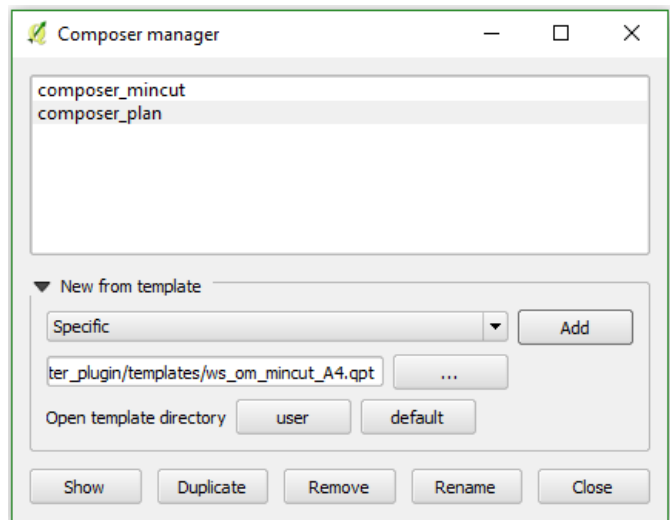 Composer manager
composer_mincut
composer_plan
New from template
Specific
Add
ter_plugin/templates/ws_om_mincut_A4.qpt
...
Open template directory user default
Show Duplicate Remove Rename Close